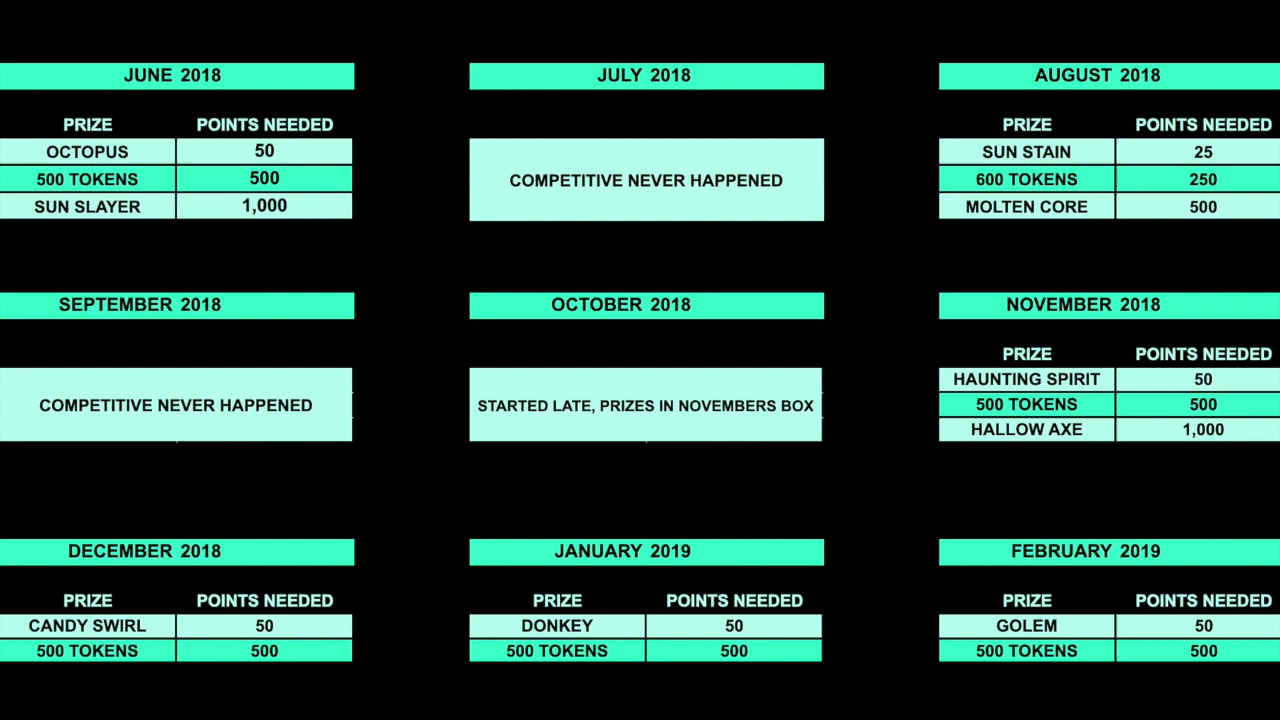 JUNE 2018
PRIZE POINTS NEEDED
OCTOPUS 50
500 TOKENS 500
SUN SLAYER 1,000
JULY 2018
COMPETITIVE NEVER HAPPENED
AUGUST 2018
PRIZE POINTS NEEDED
SUN STAIN 25
600 TOKENS 250
MOLTEN CORE 500
SEPTEMBER 2018
COMPETITIVE NEVER HAPPENED
OCTOBER 2018
STARTED LATE, PRIZES IN NOVEMBERS BOX
NOVEMBER 2018
PRIZE POINTS NEEDED
HAUNTING SPIRIT 50
500 TOKENS 500
HALLOW AXE 1,000
DECEMBER 2018
PRIZE POINTS NEEDED
CANDY SWIRL 50
500 TOKENS 500
JANUARY 2019
PRIZE POINTS NEEDED
DONKEY 50
500 TOKENS 500
FEBRUARY 2019
PRIZE POINTS NEEDED
GOLEM 50
500 TOKENS 500